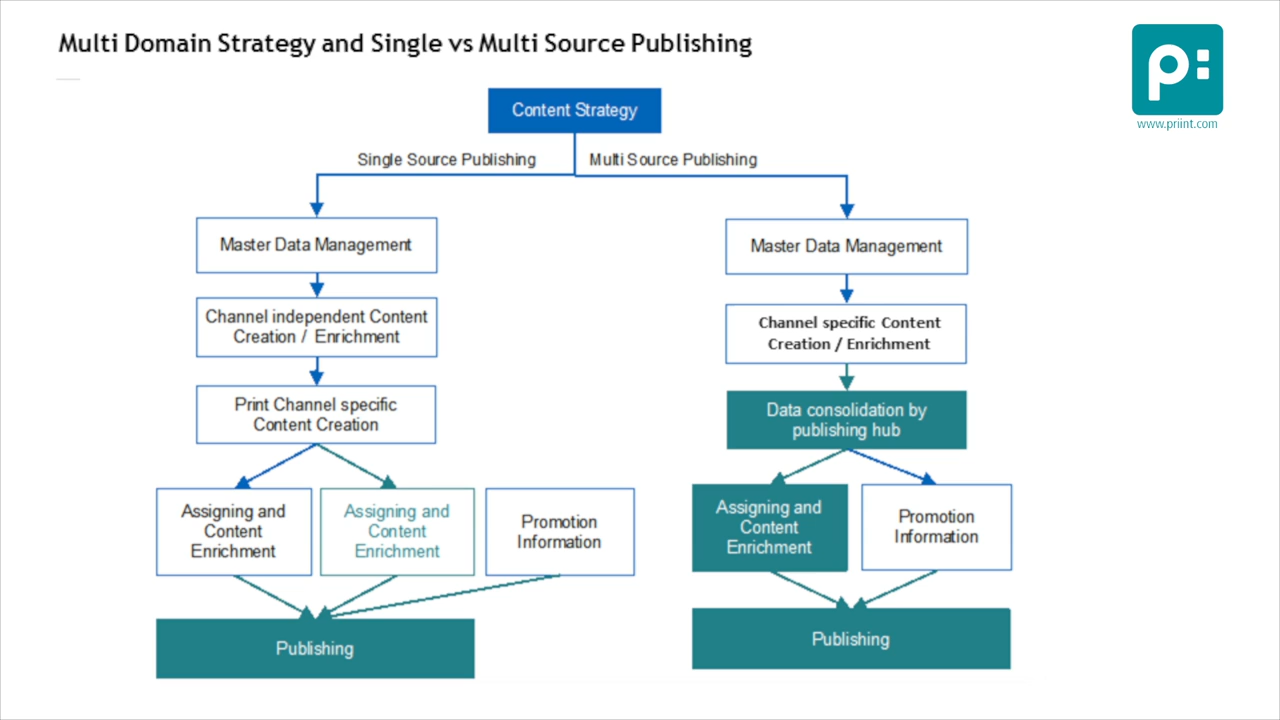 Multi Domain Strategy and Single vs Multi Source Publishing
p:
www.priint.com
Content Strategy
Single Source Publishing
Multi Source Publishing
Master Data Management
Channel independent Content
Creation / Enrichment
Print Channel specific
Content Creation
Assigning and
Content
Enrichment
Assigning and
Content
Enrichment
Promotion
Information
Publishing
Master Data Management
Channel specific Content
Creation / Enrichment
Data consolidation by
publishing hub
Assigning and
Content
Enrichment
Promotion
Information
Publishing